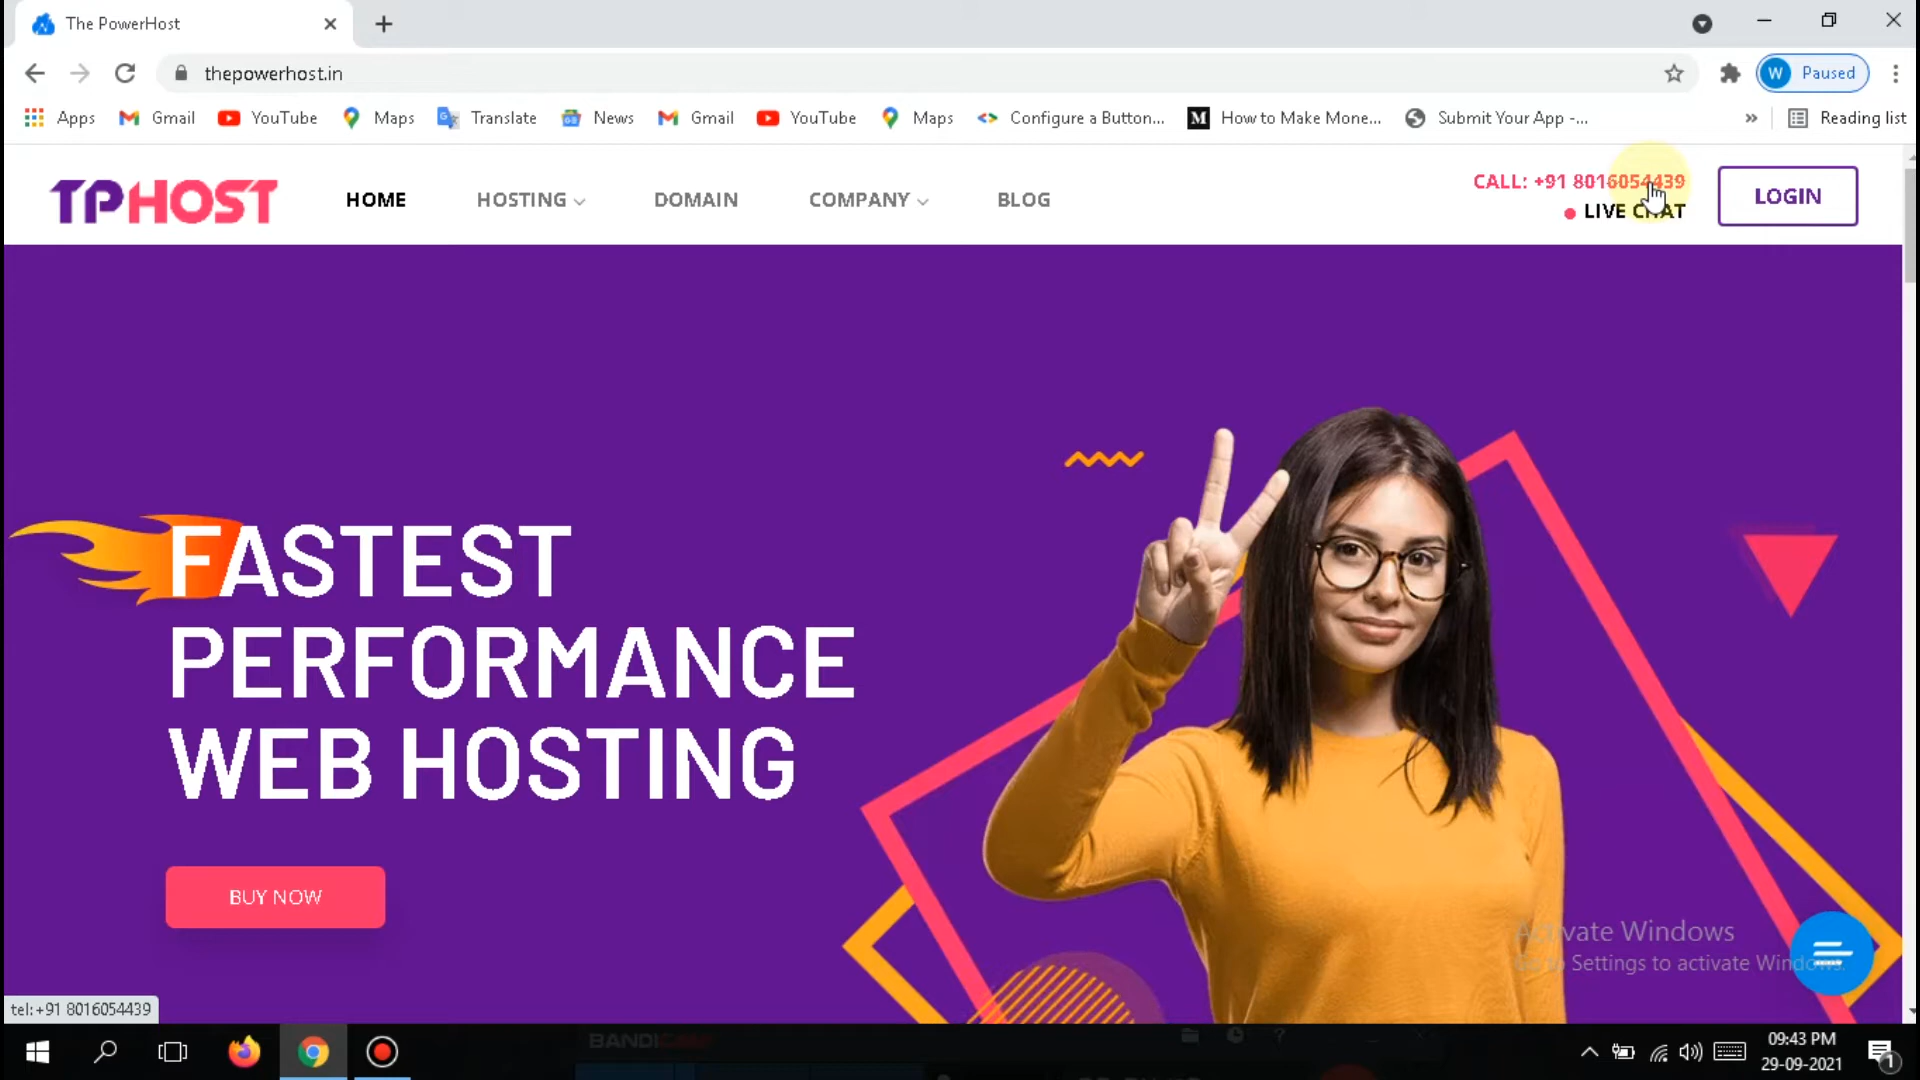 The PowerHost
thepowerhost.in
W Paused
Apps Gmail YouTube Maps Translate News Gmail YouTube Maps Configure a Button... M How to Make Mone... Submit Your App -... » Reading list
TPHOST HOME HOSTING DOMAIN COMPANY BLOG
CALL: +91 8016054439
LIVE CHAT
LOGIN
FASTEST
PERFORMANCE
WEB HOSTING
BUY NOW
Activate Windows
Go to Settings to activate Windows.
tel:+91 8016054439
09:43 PM
29-09-2021
1